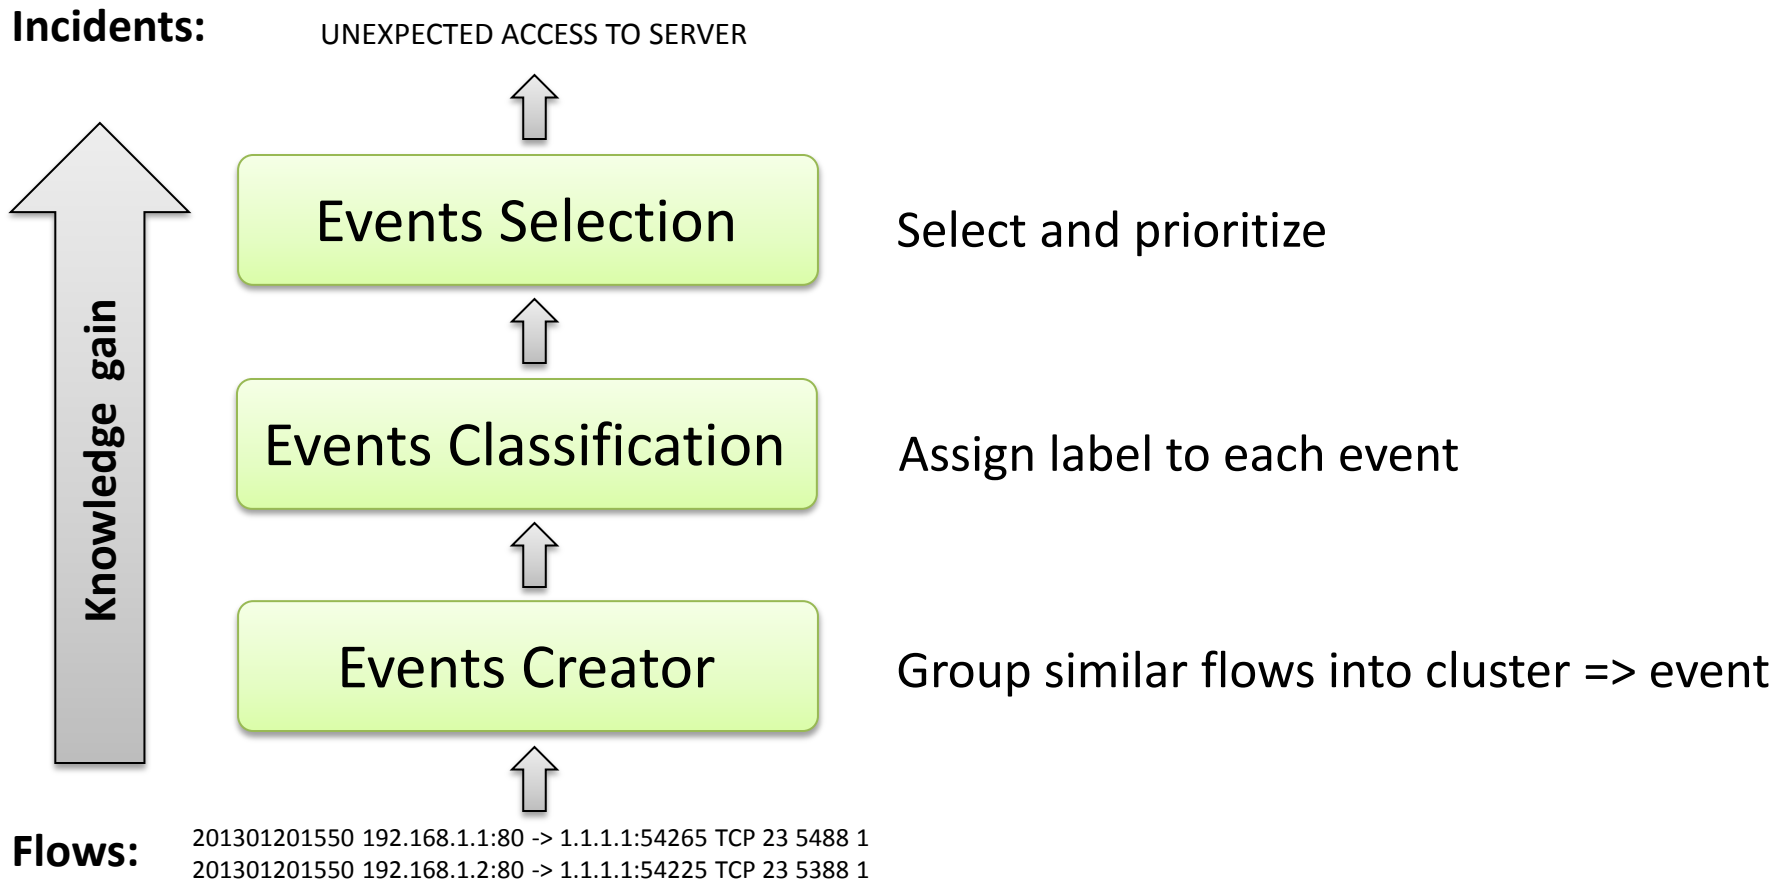 Incidents:
UNEXPECTED ACCESS TO SERVER
Knowledge gain
Events Selection
Select and prioritize
Events Classification
Assign label to each event
Events Creator
Group similar flows into cluster => event
Flows:
201301201550 192.168.1.1:80 -> 1.1.1.1:54265 TCP 23 5488 1
201301201550 192.168.1.2:80 -> 1.1.1.1:54225 TCP 23 5388 1